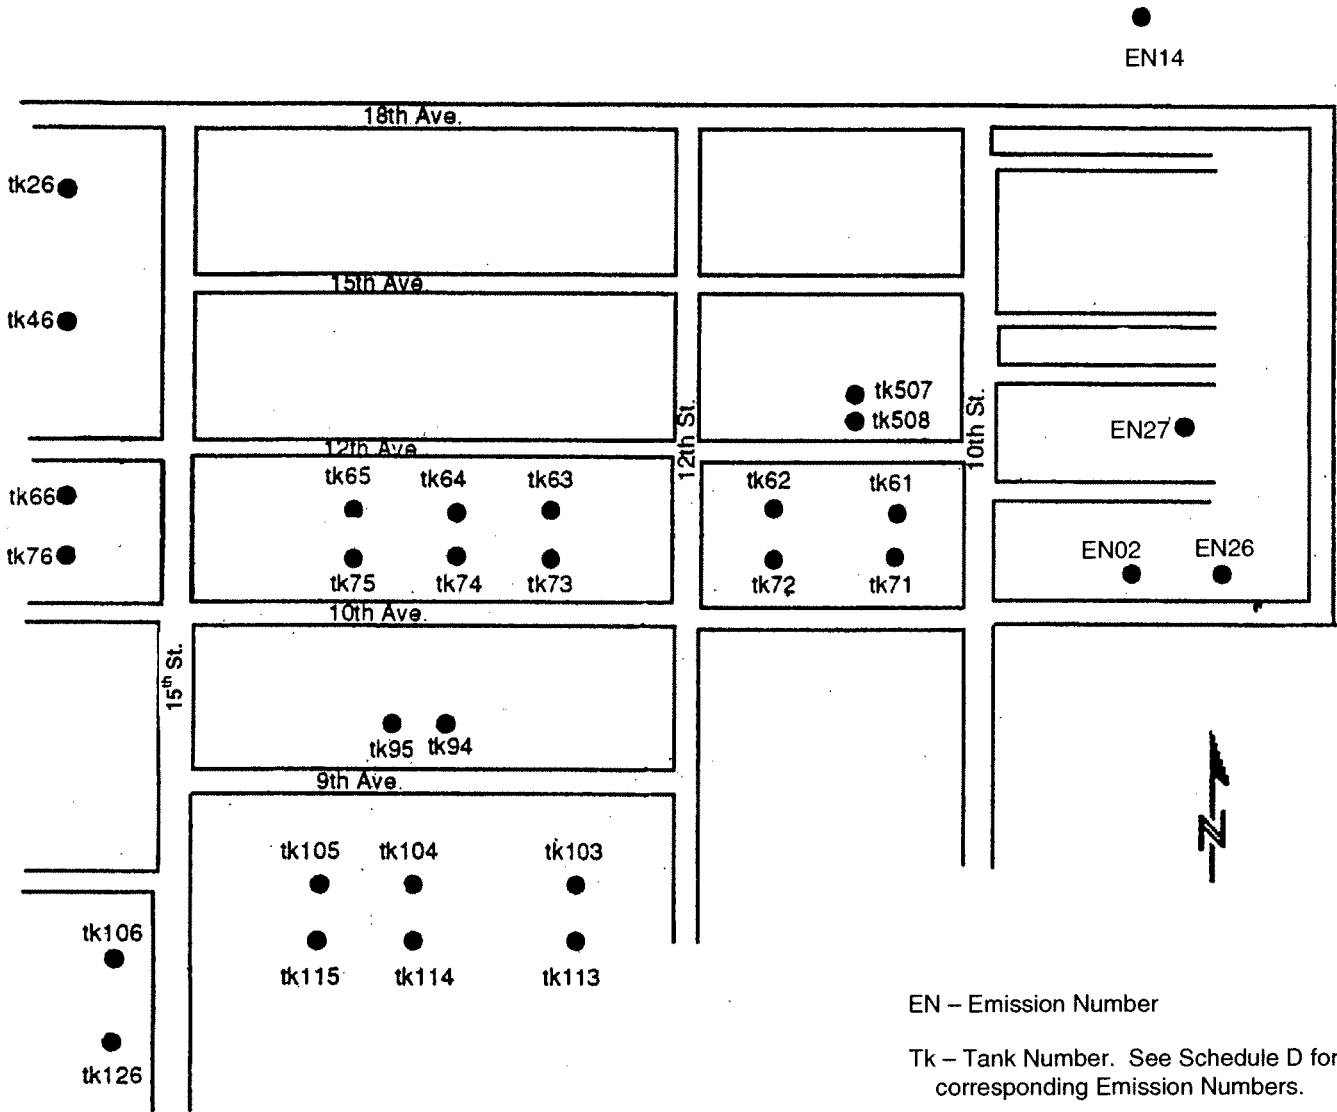 EN14
18th Ave.
tk26
15th Ave.
tk46
tk507
tk508
12th St.
10th St.
EN27
12th Ave
tk65 tk64 tk63
tk62 tk61
tk66
tk76
tk75 tk74 tk73
tk72 tk71
EN02 EN26
10th Ave.
15th St.
tk95 tk94
9th Ave.
tk105 tk104 tk103
tk106
tk115 tk114 tk113
tk126
N
EN – Emission Number
Tk – Tank Number. See Schedule D for
corresponding Emission Numbers.